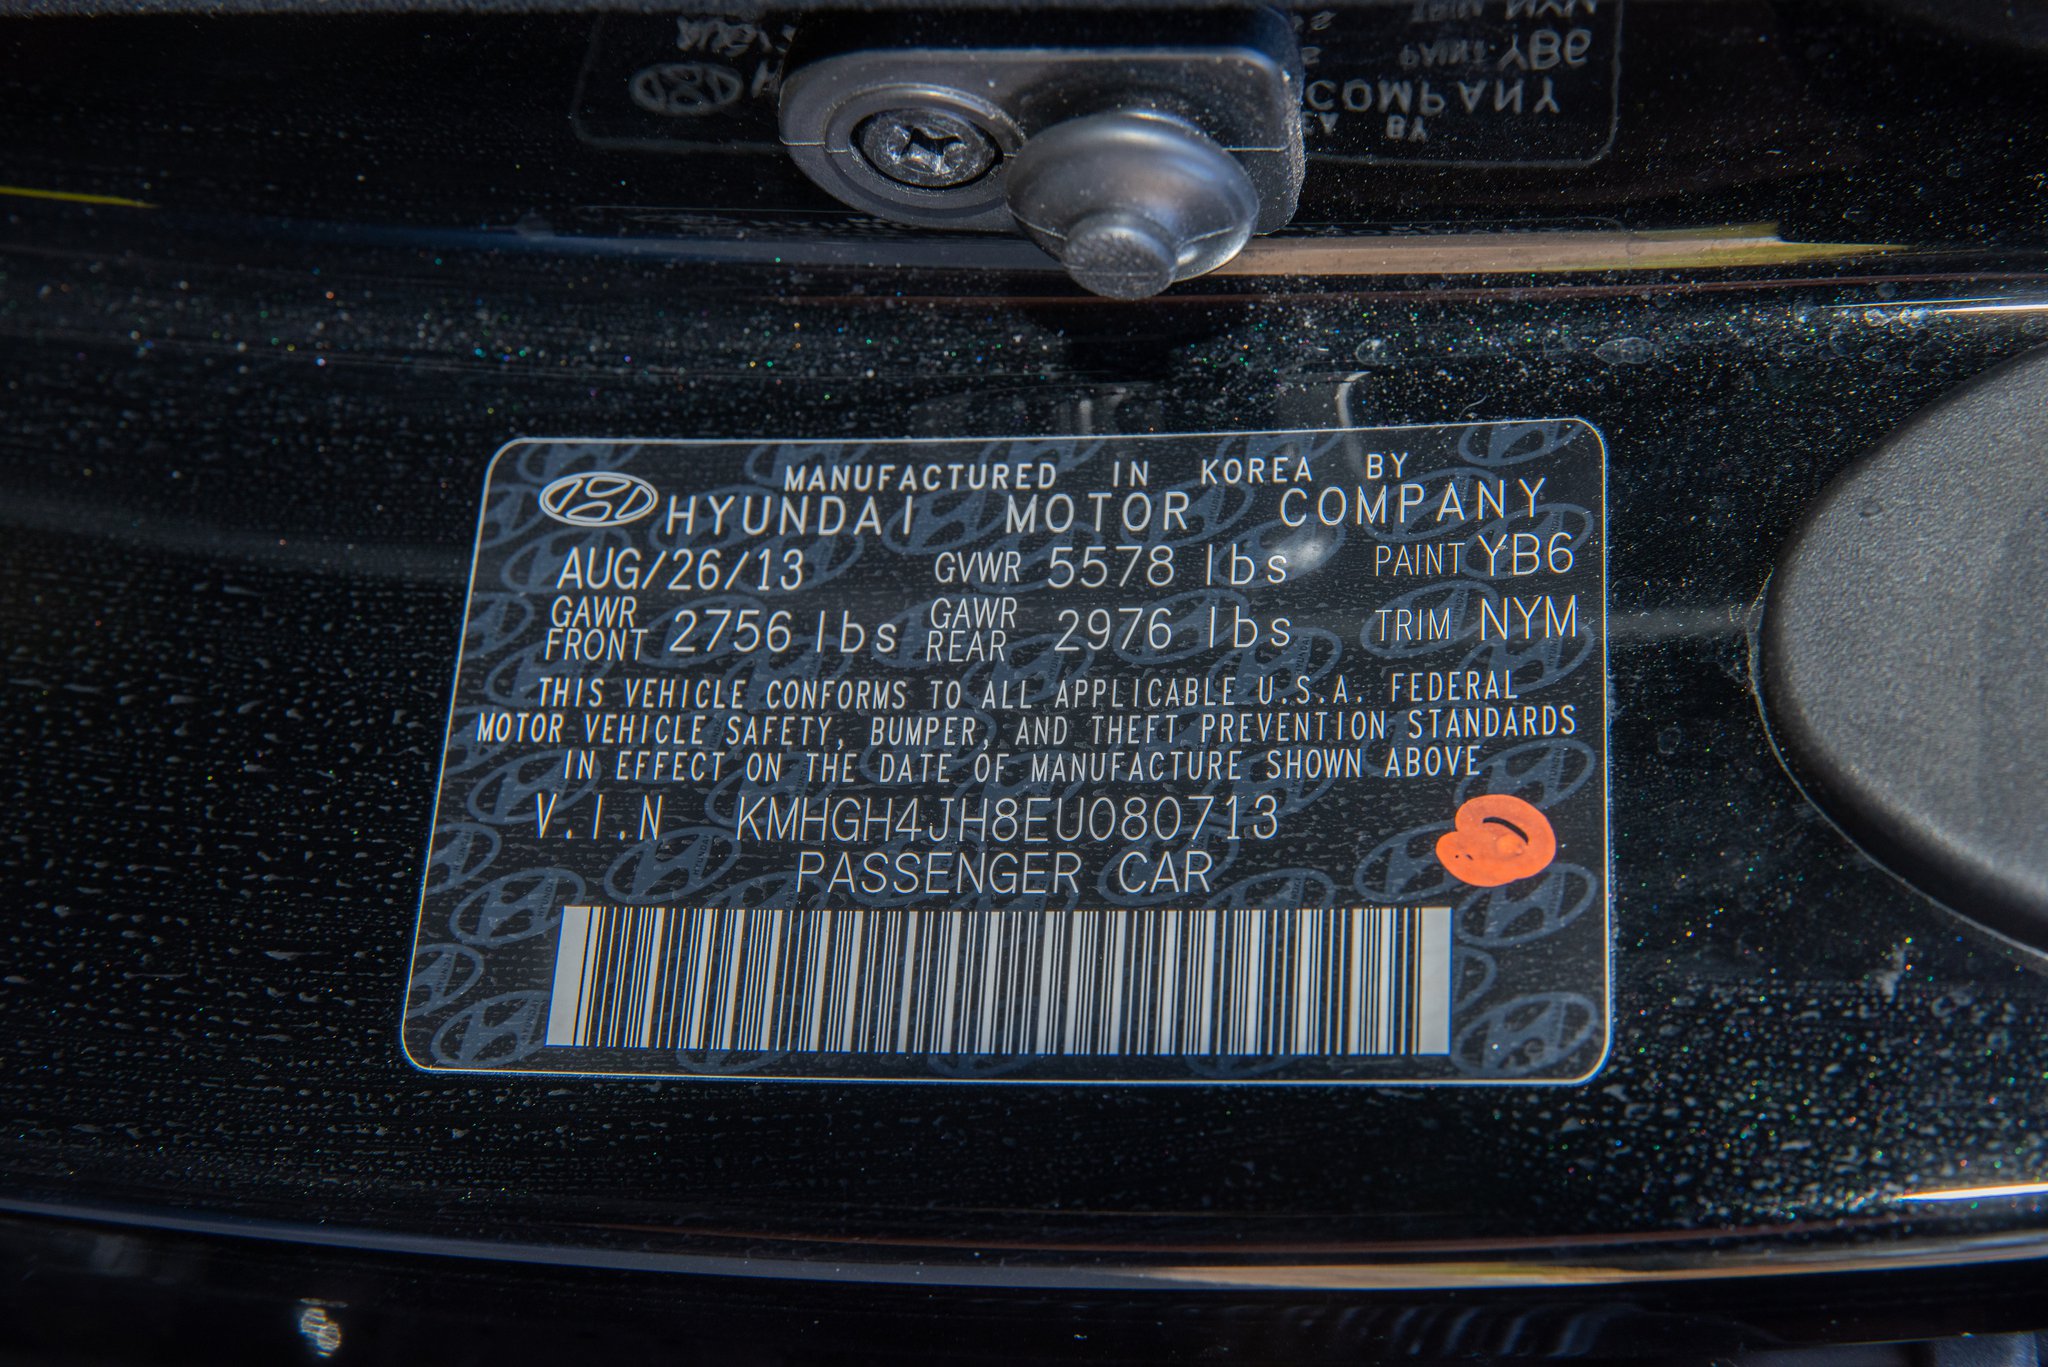 MANUFACTURED IN KOREA BY
HYUNDAI MOTOR COMPANY
AUG/26/13 GVWR 5578 lbs PAINT YB6
GAWR FRONT 2756 lbs GAWR REAR 2976 lbs TRIM NYM
THIS VEHICLE CONFORMS TO ALL APPLICABLE U.S.A. FEDERAL
MOTOR VEHICLE SAFETY, BUMPER, AND THEFT PREVENTION STANDARDS
IN EFFECT ON THE DATE OF MANUFACTURE SHOWN ABOVE
V.I.N KMHGH4JH8EU080713
PASSENGER CAR